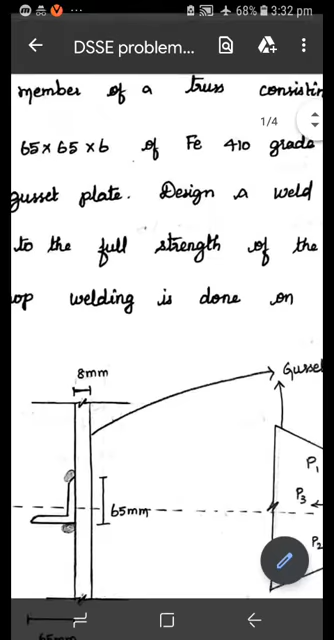 68% 3:32 pm
DSSE problem...
member of a truss consistin
1/4
65 x 65 x 6 of Fe 410 grade
gusset plate. Design a weld
to the full strength of the
op welding is done on
8mm
Gusset
P1
65mm
P3
P2
65mm